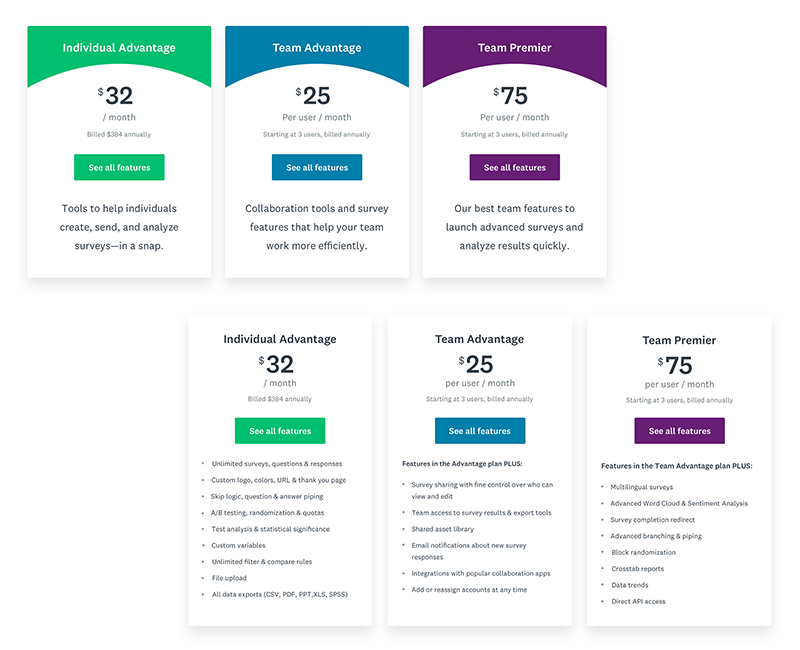 Individual Advantage
$32
/ month
Billed $384 annually
See all features
Tools to help individuals
create, send, and analyze
surveys—in a snap.
Team Advantage
$25
Per user / month
Starting at 3 users, billed annually
See all features
Collaboration tools and survey
features that help your team
work more efficiently.
Team Premier
$75
Per user / month
Starting at 3 users, billed annually
See all features
Our best team features to
launch advanced surveys and
analyze results quickly.
Individual Advantage
$32
/ month
Billed $384 annually
See all features
• Unlimited surveys, questions & responses
• Custom logo, colors, URL & thank you page
• Skip logic, question & answer piping
• A/B testing, randomization & quotas
• Test analysis & statistical significance
• Custom variables
• Unlimited filter & compare rules
• File upload
• All data exports (CSV, PDF, PPT,XLS, SPSS)
Team Advantage
$25
per user / month
Starting at 3 users, billed annually
See all features
Features in the Advantage plan PLUS:
• Survey sharing with fine control over who can
view and edit
• Team access to survey results & export tools
• Shared asset library
• Email notifications about new survey
responses
• Integrations with popular collaboration apps
• Add or reassign accounts at any time
Team Premier
$75
per user / month
Starting at 3 users, billed annually
See all features
Features in the Team Advantage plan PLUS:
• Multilingual surveys
• Advanced Word Cloud & Sentiment Analysis
• Survey completion redirect
• Advanced branching & piping
• Block randomization
• Crosstab reports
• Data trends
• Direct API access